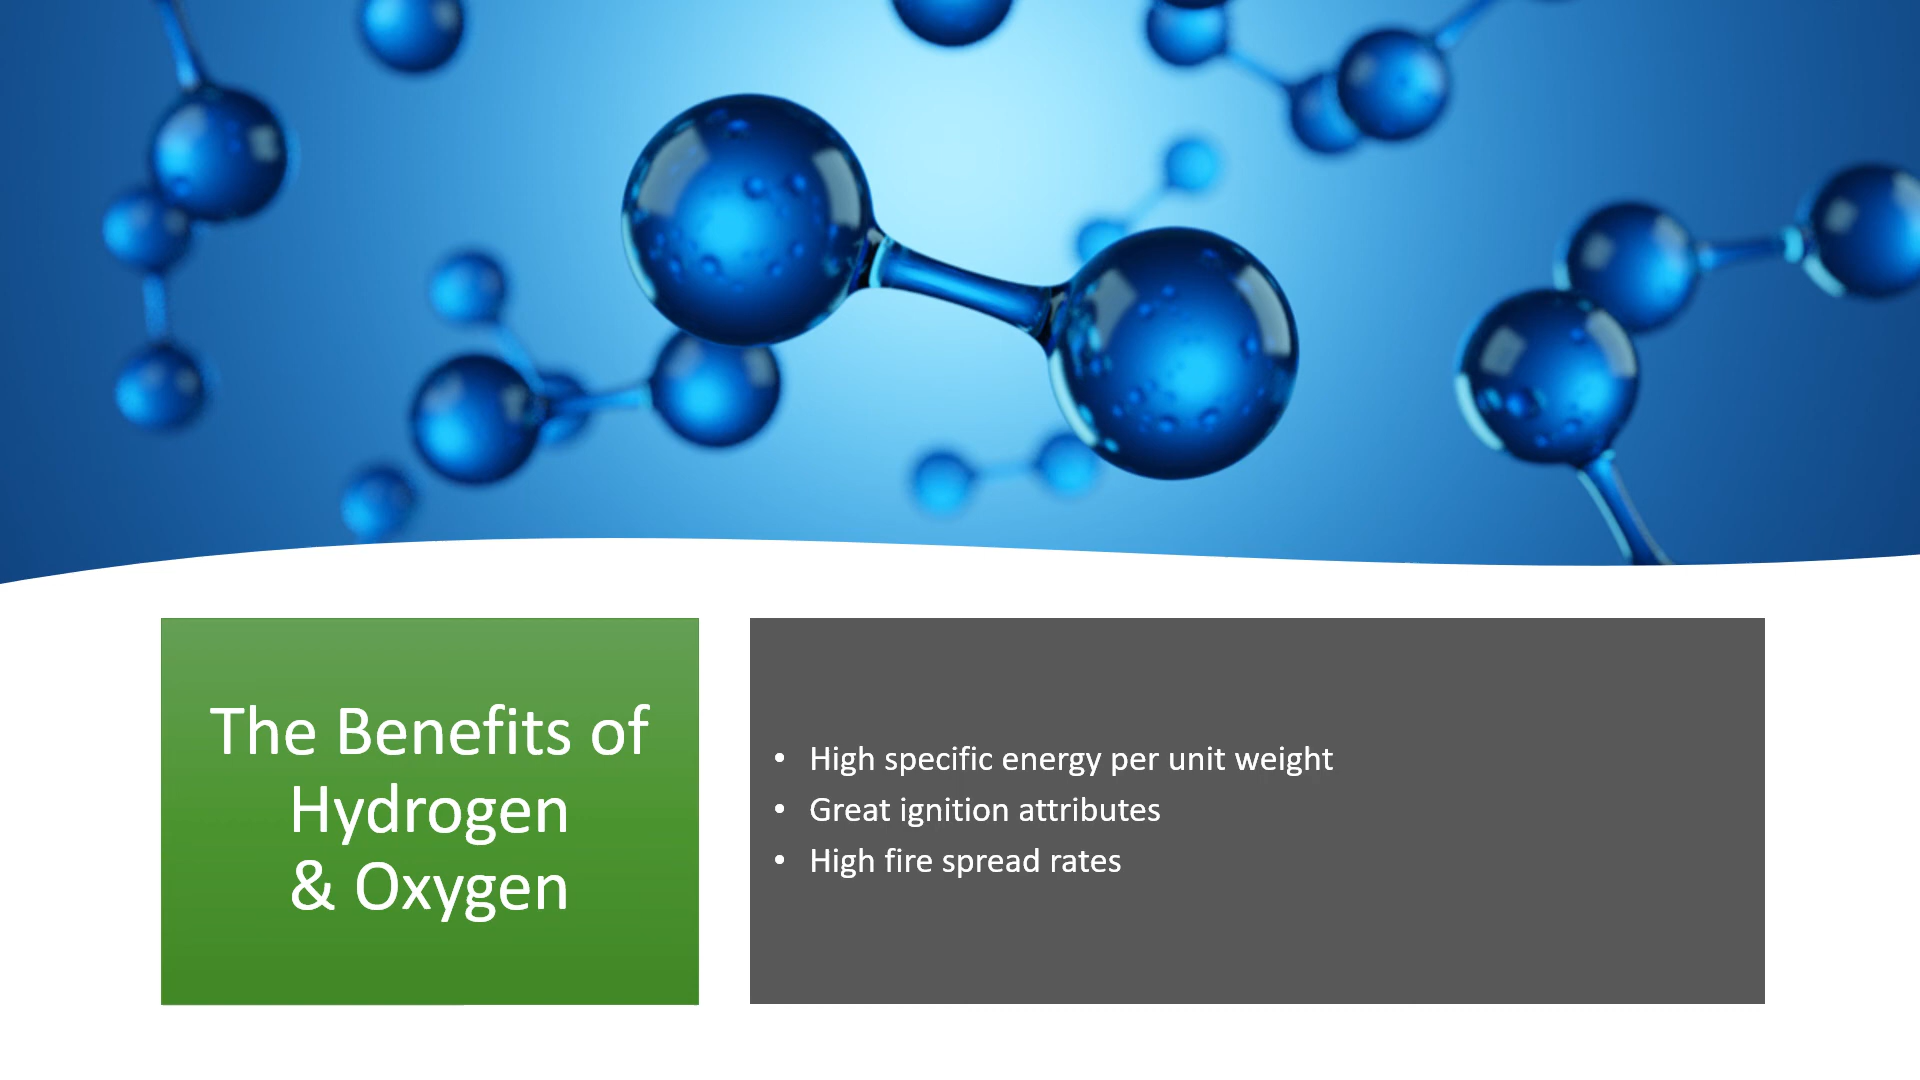 The Benefits of
Hydrogen
& Oxygen
• High specific energy per unit weight
• Great ignition attributes
• High fire spread rates